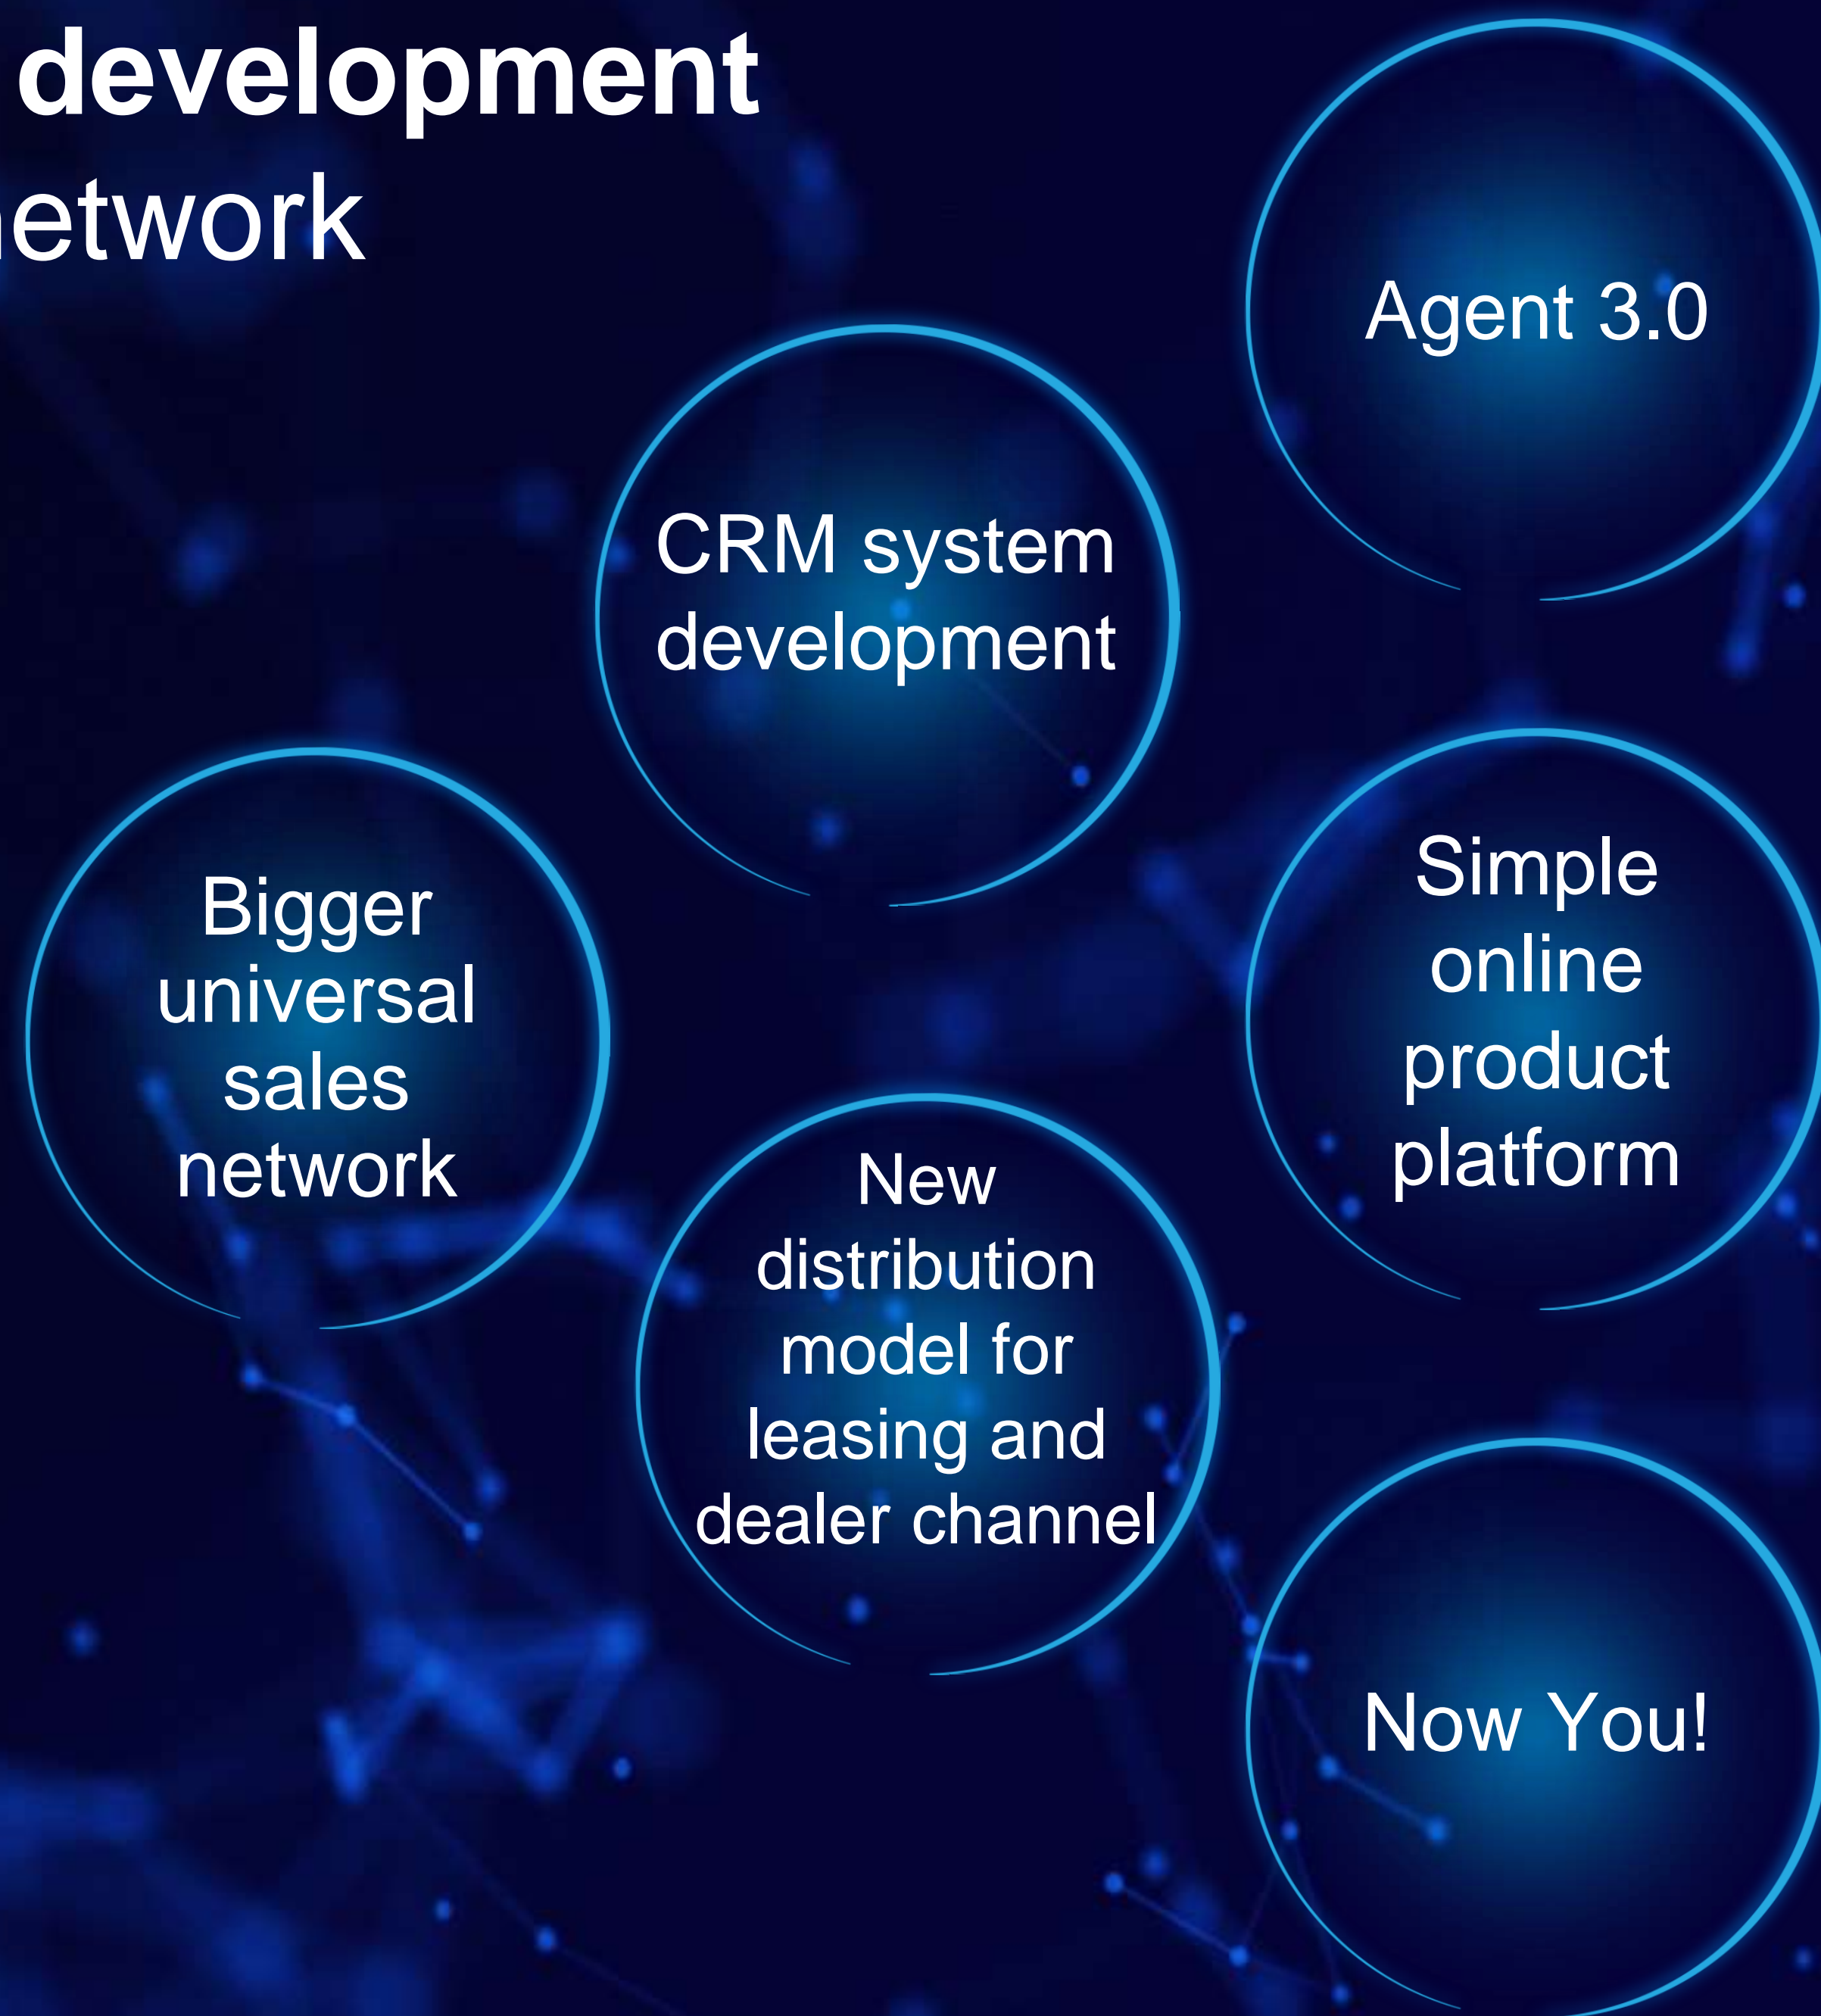 development
network
Agent 3.0
CRM system
development
Bigger
universal
sales
network
Simple
online
product
platform
New
distribution
model for
leasing and
dealer channel
Now You!